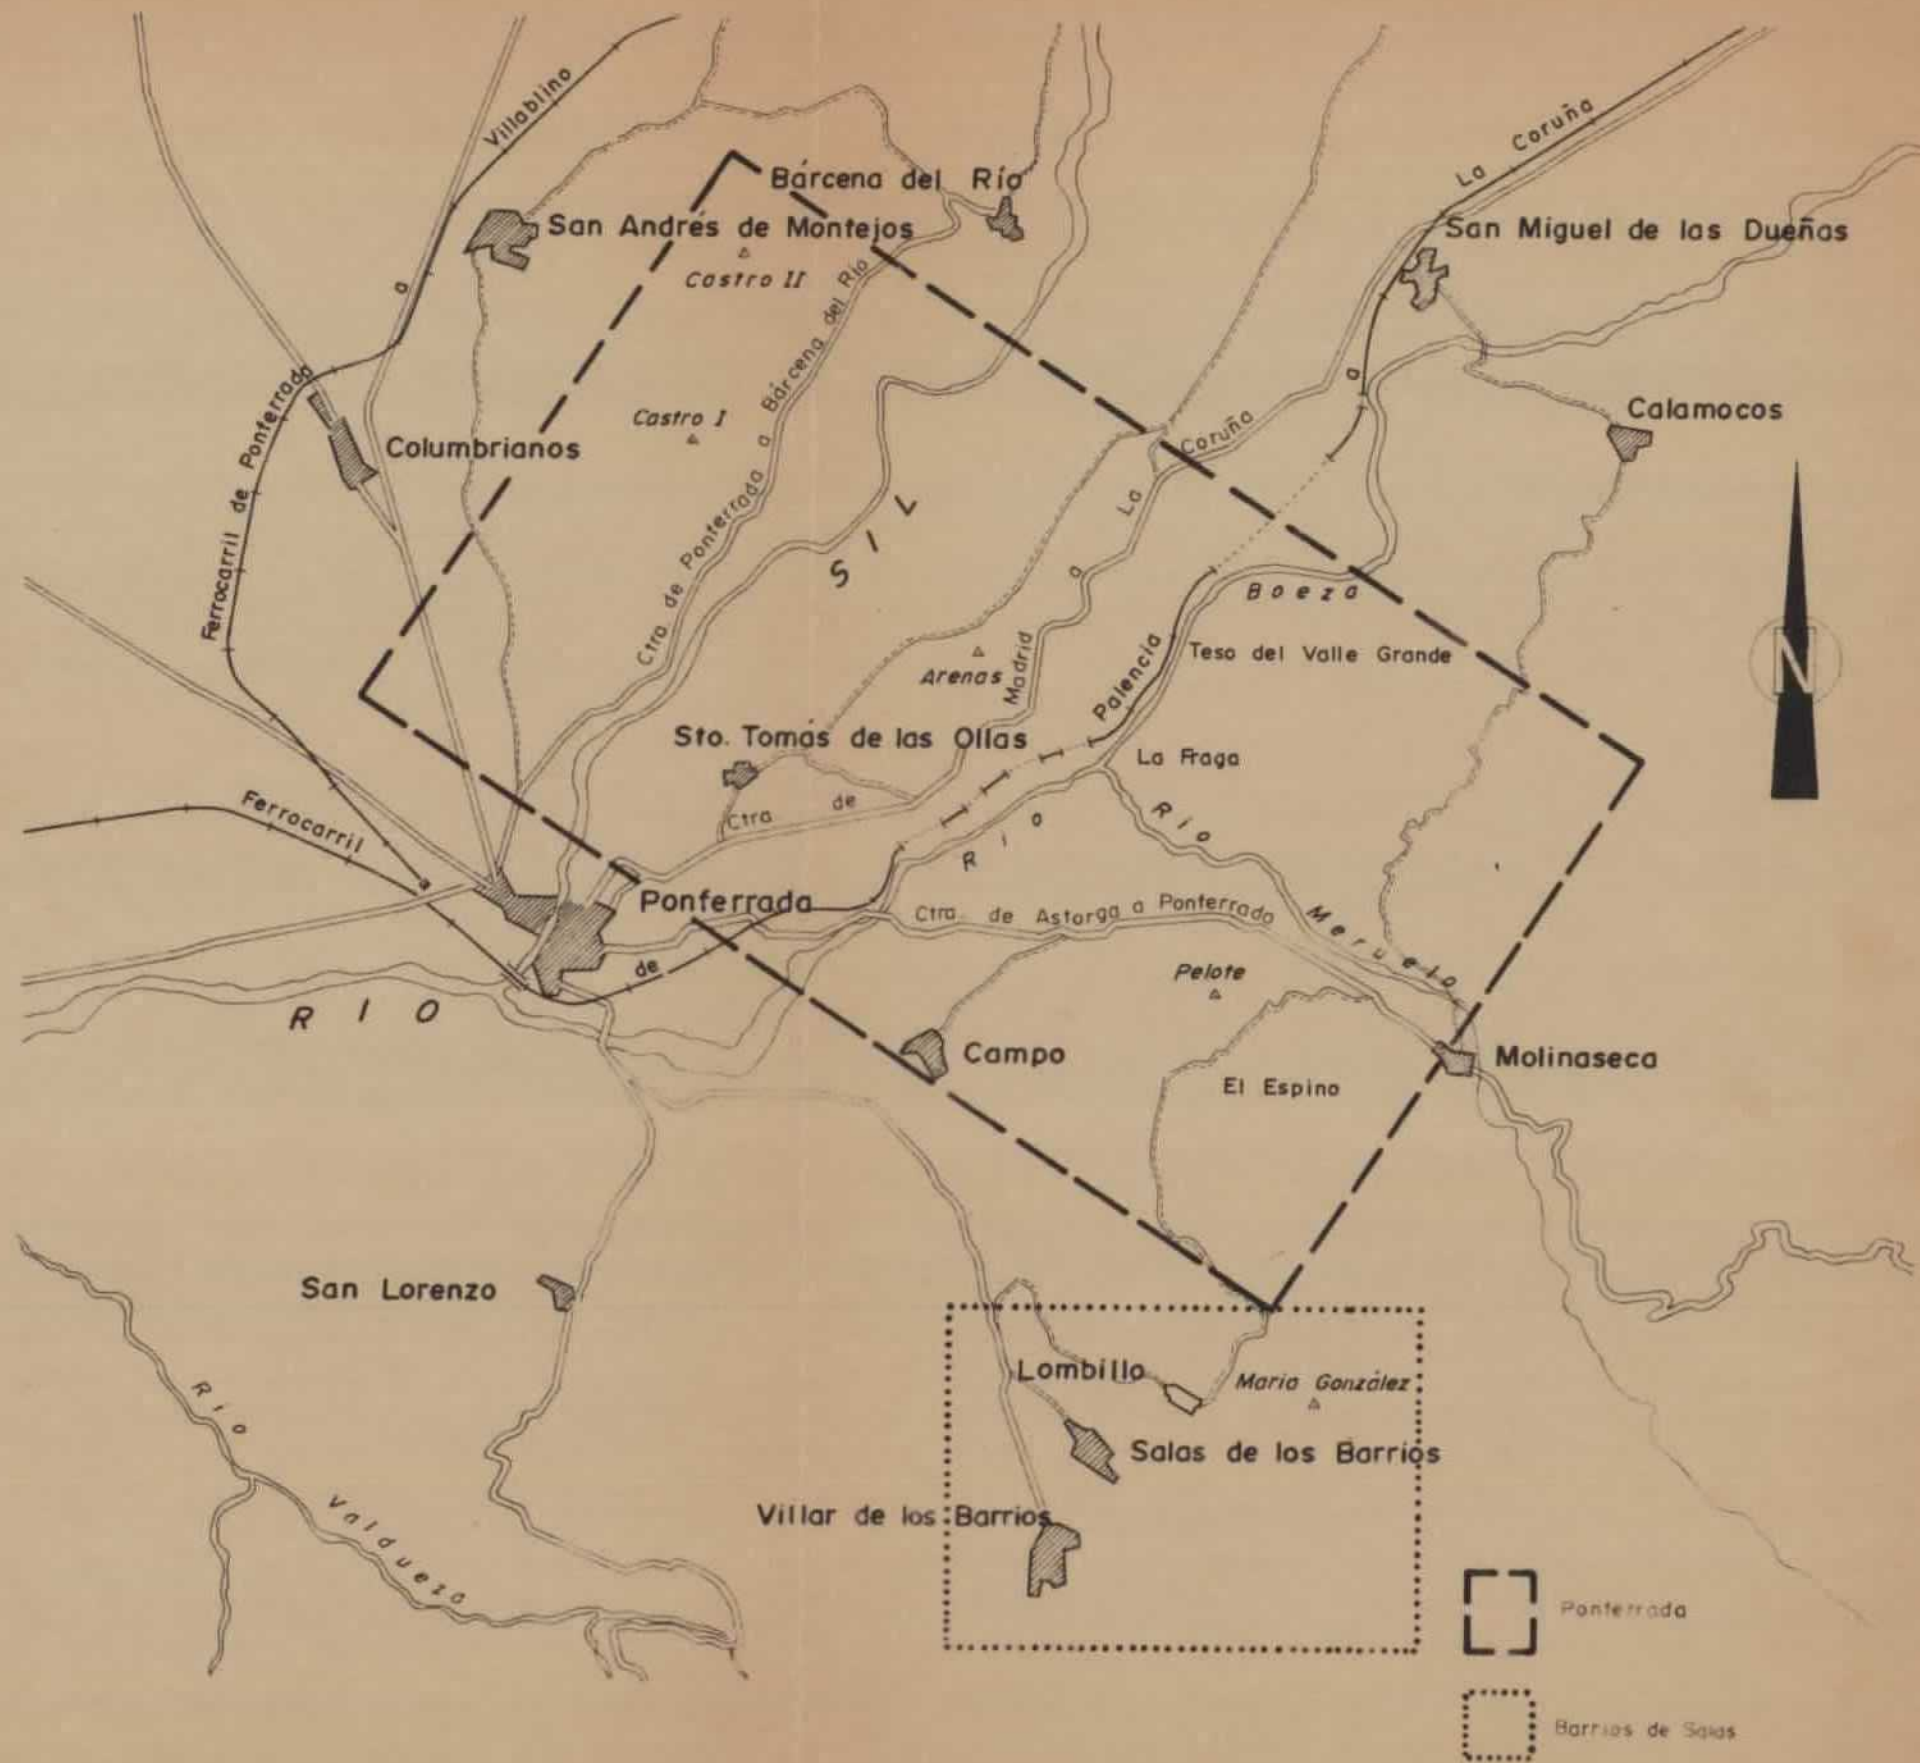 Villablino
a
La Coruña
Bárcena del Río
San Andrés de Montejos
Castro II
San Miguel de las Dueñas
Ferrocarril de Ponferrada
Columbrianos
Castro I
Ctra. de Ponferrada a Bárcena del Río
SIL
Coruña
La
a
a
Calamocos
N
Boeza
Teso del Valle Grande
Palencia
Madrid
Arenas
Sto. Tomás de las Ollas
La Fraga
Ctra de
Río
Río Meruelo
Ferrocarril
de
Ponferrada
Ctra. de Astorga a Ponferrada
RIO
Pelote
Campo
Molinaseca
El Espino
San Lorenzo
Lombillo
María González
Salas de los Barrios
Villar de los Barrios
Río Valdueza
Ponferrada
Barrios de Salas